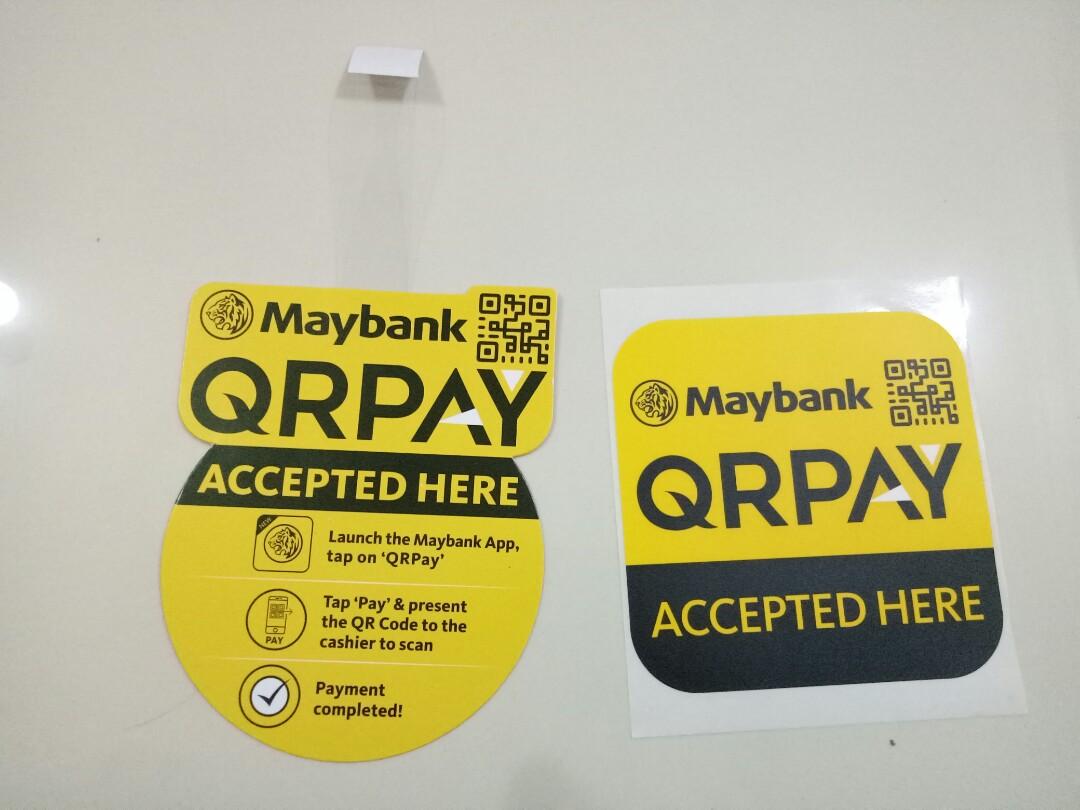 Maybank
QRPAY
ACCEPTED HERE
NEW
Launch the Maybank App,
tap on ‘QRPay’
Tap ‘Pay’ & present
the QR Code to the
cashier to scan
PAY
Payment
completed!
Maybank
QRPAY
ACCEPTED HERE